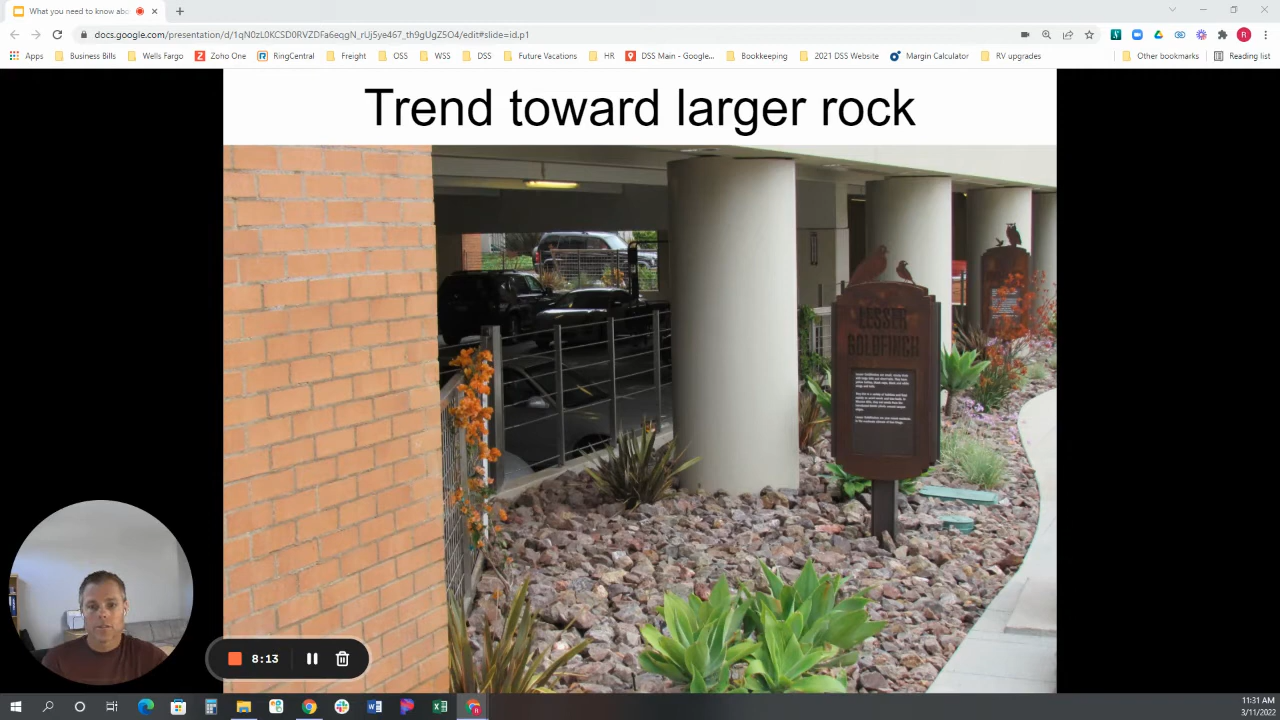 What you need to know abo
docs.google.com/presentation/d/1qN0zL0KCSD0RVZDFa6eqgN_rUj5ye467_th9gUgZ5O4/edit#slide=id.p1
Apps
Business Bills
Wells Fargo
Zoho One
RingCentral
Freight
OSS
WSS
DSS
Future Vacations
HR
DSS Main - Google...
Bookkeeping
2021 DSS Website
Margin Calculator
RV upgrades
Other bookmarks
Reading list
Trend toward larger rock
LESSER
GOLDFINCH
8:13
11:31 AM
3/11/2022